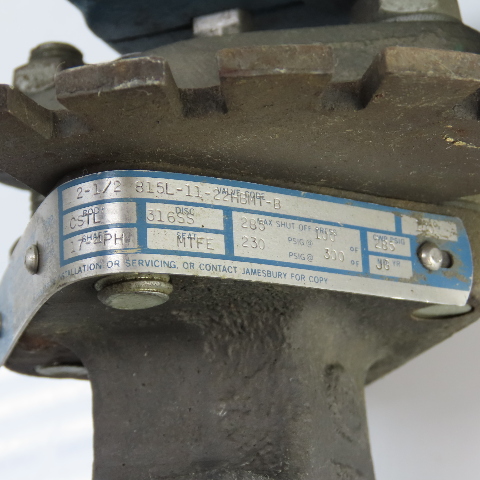 VALVE CODE
2-1/2 815L-11-22HBMT-B
BODY DISC MAX SHUT OFF PRESS
CSTL 316SS 285 PSIG@ 100 °F CWP PSIG 285
SHAFT SEAT
17-4PH MTFE 230 PSIG@ 300 °F
INSTALLATION OR SERVICING, OR CONTACT JAMESBURY FOR COPY